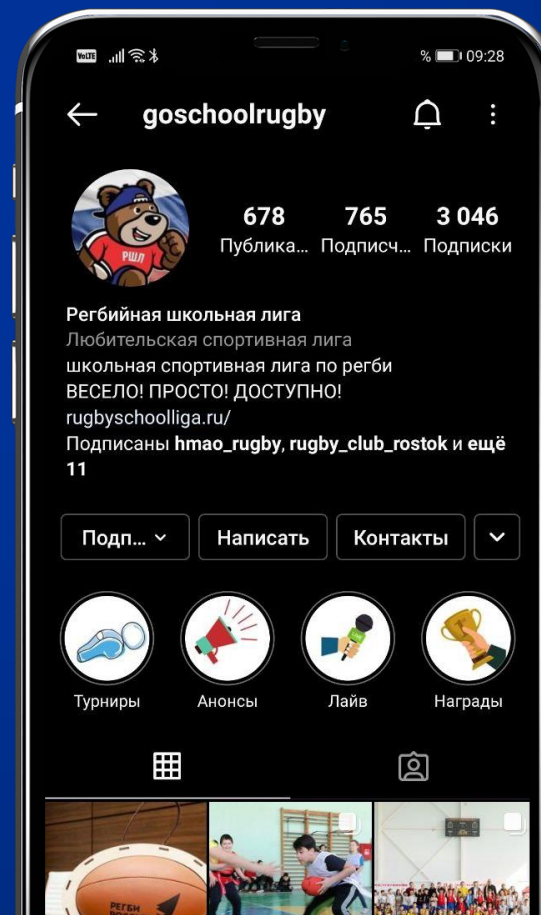 VoLTE % 09:28
goschoolrugby
РШЛ
678 765 3 046
Публика... Подписч... Подписки
Регбийная школьная лига
Любительская спортивная лига
школьная спортивная лига по регби
ВЕСЕЛО! ПРОСТО! ДОСТУПНО!
rugbyschoolliga.ru/
Подписаны hmao_rugby, rugby_club_rostok и ещё
11
Подп... Написать Контакты
Турниры Анонсы Лайв Награды
РЕГБИ